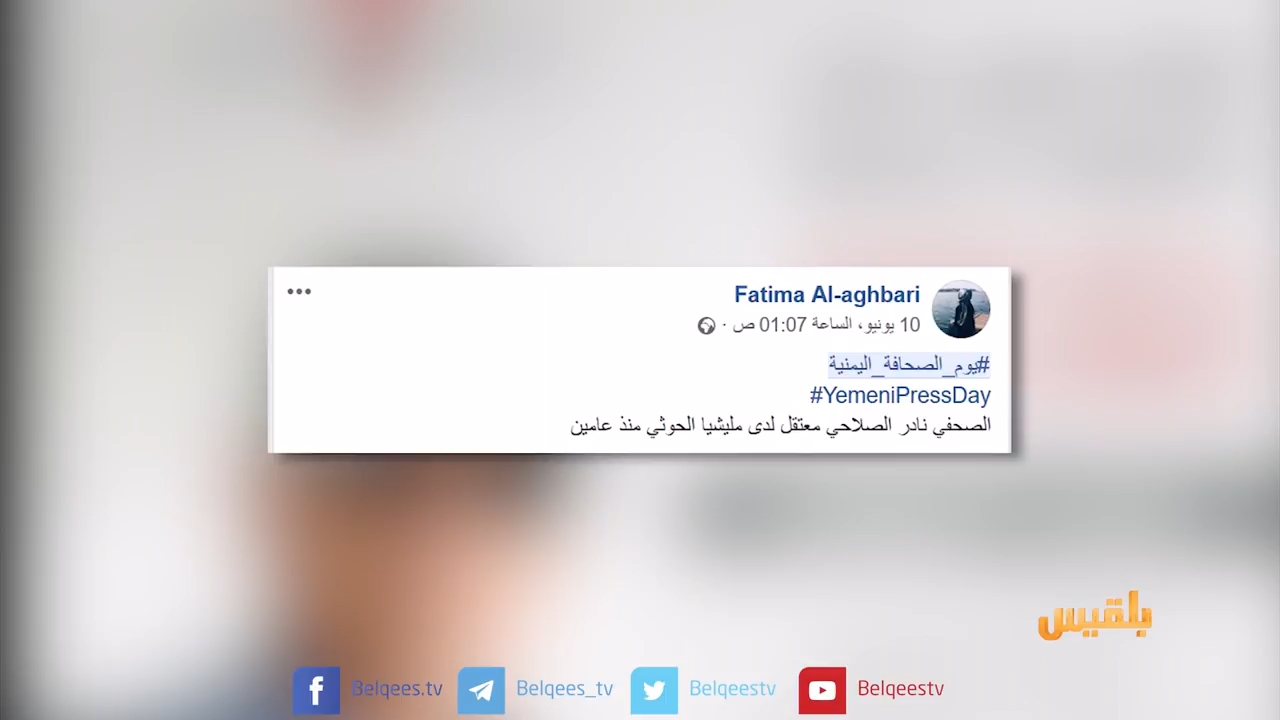 Fatima Al-aghbari
10 يونيو، الساعة 01:07 ص ·
#يوم_الصحافة_اليمنية
#YemeniPressDay
الصحفي نادر الصلاحي معتقل لدى مليشيا الحوثي منذ عامين
بلقيس
Belqees.tv
Belqees_tv
Belqeestv
Belqeestv